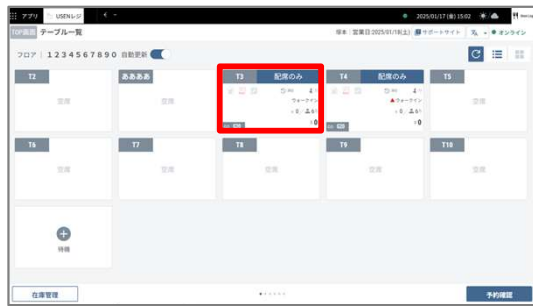 アプリ USENレジ 2025/01/17(金) 15:02
TOP画面 テーブル一覧 営業日:2025/01/18(土) サポートサイト オンライン
フロア 1 2 3 4 5 6 7 8 9 0 自動更新
T2 ああああ T3 配席のみ T4 配席のみ T5
空席 空席 ウォークイン ▲ウォークイン 空席
¥0 ¥0
T6 T7 T8 T9 T10
空席 空席 空席 空席 空席
待機
在庫管理 予約確認